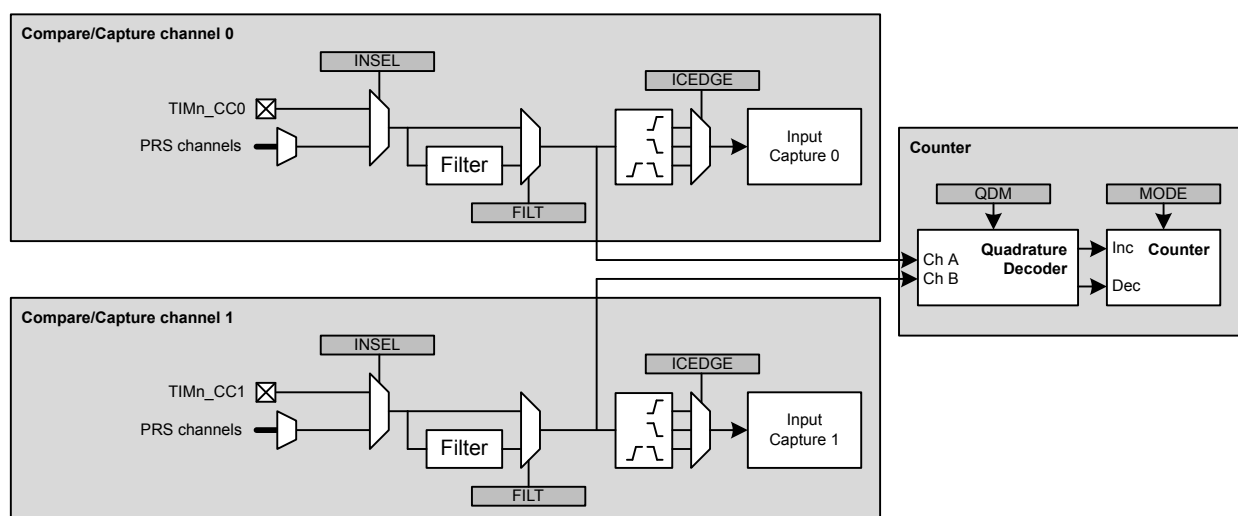 Compare/Capture channel 0
INSEL
ICEDGE
TIMn_CC0
PRS channels
Filter
Input
Capture 0
FILT
Counter
QDM
MODE
Ch A
Ch B
Quadrature
Decoder
Inc
Counter
Dec
Compare/Capture channel 1
INSEL
ICEDGE
TIMn_CC1
PRS channels
Filter
Input
Capture 1
FILT